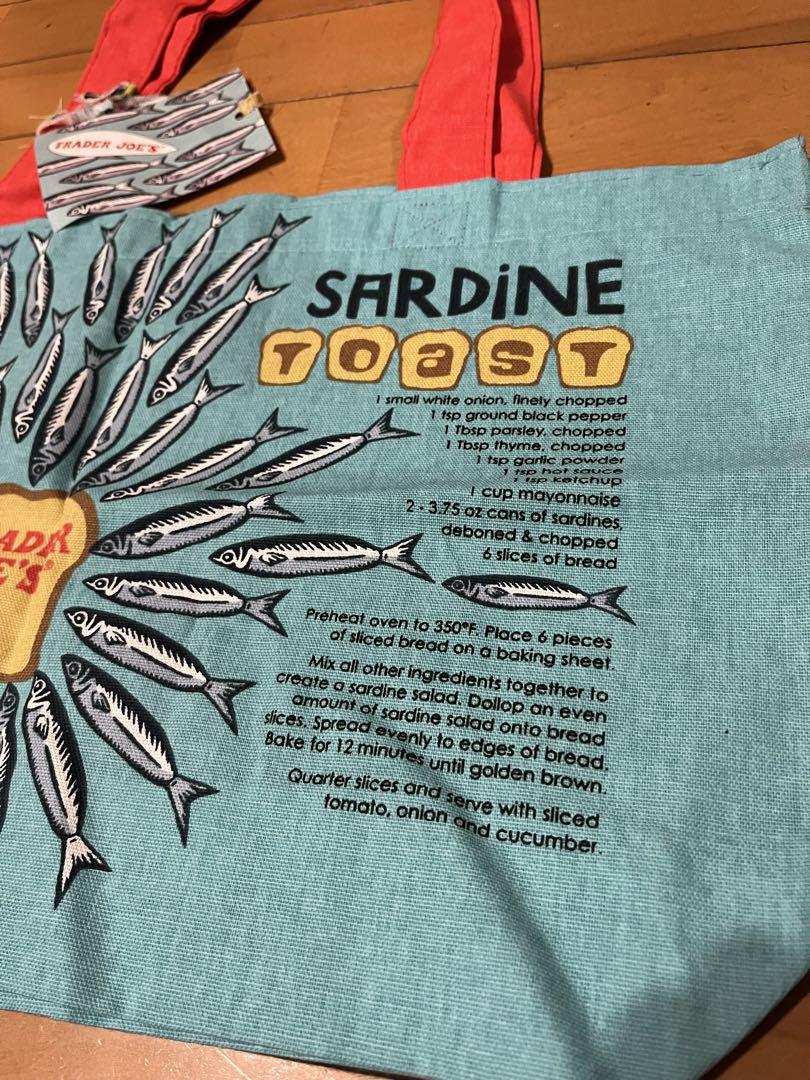 TRADER JOE'S
SARDiNE
TOaST
1 small white onion, finely chopped
1 tsp ground black pepper
1 Tbsp parsley, chopped
1 Tbsp thyme, chopped
1 tsp garlic powder
1 tsp hot sauce
1 tsp ketchup
1 cup mayonnaise
2 - 3.75 oz cans of sardines,
deboned & chopped
6 slices of bread
ADER
E'S
Preheat oven to 350°F. Place 6 pieces
of sliced bread on a baking sheet.
Mix all other ingredients together to
create a sardine salad. Dollop an even
amount of sardine salad onto bread
slices. Spread evenly to edges of bread.
Bake for 12 minutes until golden brown.
Quarter slices and serve with sliced
tomato, onion and cucumber.